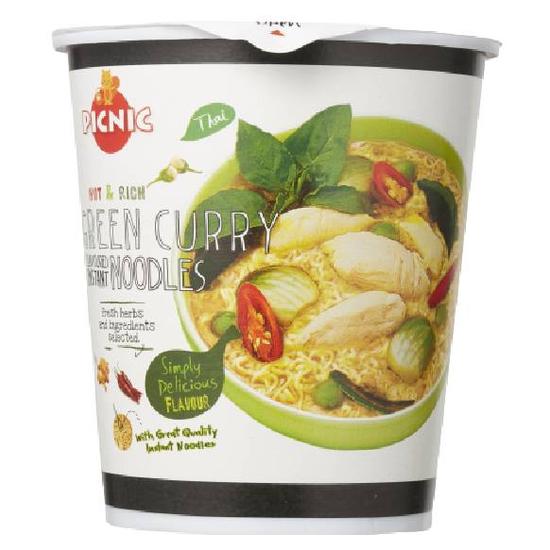 PICNIC
Thai
HOT & RICH
GREEN CURRY
FLAVOURED
INSTANT NOODLES
Fresh herbs
and ingredients
selected.
Simply
Delicious
FLAVOUR
With Great Quality
Instant Noodles